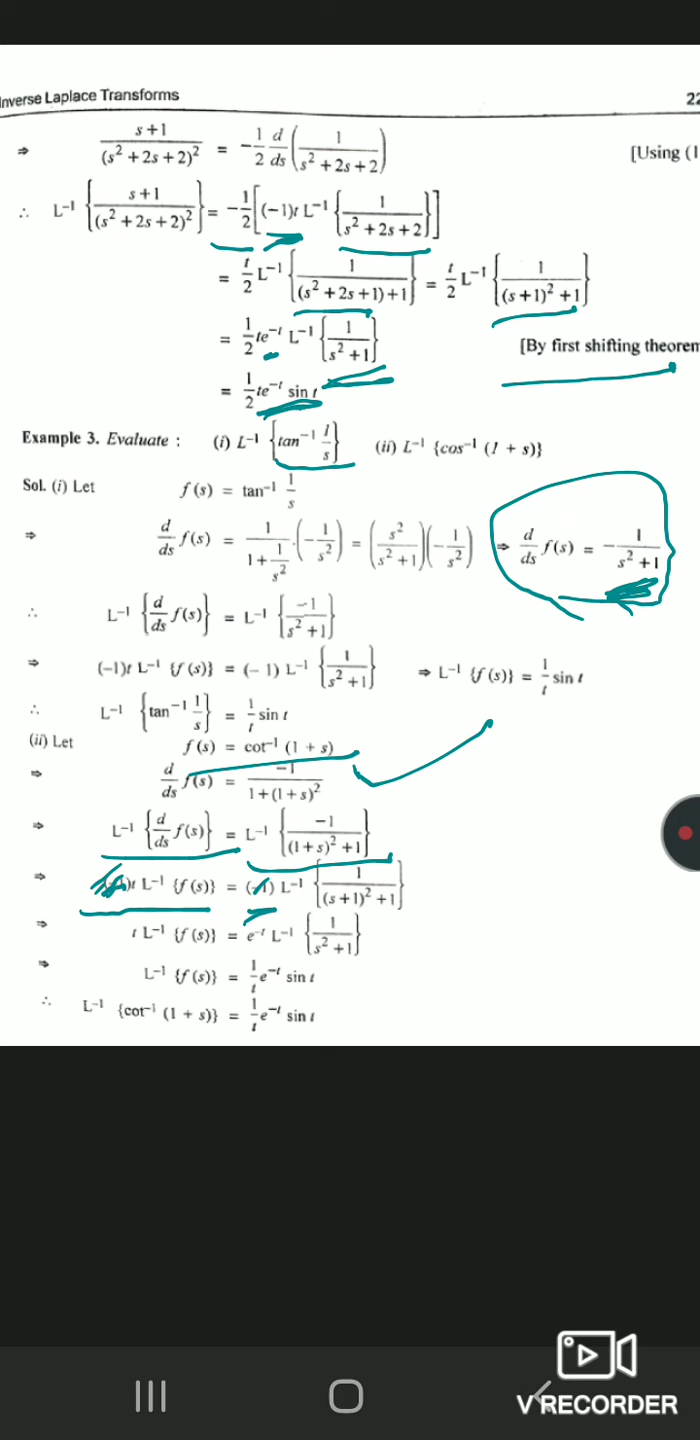 Inverse Laplace Transforms 22
⇒ s+1/(s²+2s+2)² = −1/2 d/ds (1/(s²+2s+2)) [Using (1
∴ L⁻¹ {s+1/(s²+2s+2)²} = −1/2 [(−1)t L⁻¹ {1/(s²+2s+2)}]
= t/2 L⁻¹ {1/((s²+2s+1)+1)} = t/2 L⁻¹ {1/((s+1)²+1)}
= 1/2 te⁻ᵗ L⁻¹ {1/(s²+1)} [By first shifting theorem
= 1/2 te⁻ᵗ sin t
Example 3. Evaluate : (i) L⁻¹ {tan⁻¹ 1/s} (ii) L⁻¹ {cos⁻¹ (1 + s)}
Sol. (i) Let f (s) = tan⁻¹ 1/s
⇒ d/ds f(s) = 1/(1+1/s²) · (−1/s²) = (s²/(s²+1)) (−1/s²) ⇒ d/ds f(s) = −1/(s²+1)
∴ L⁻¹ {d/ds f(s)} = L⁻¹ {−1/(s²+1)}
⇒ (−1)t L⁻¹ {f (s)} = (− 1) L⁻¹ {1/(s²+1)} ⇒ L⁻¹ {f (s)} = 1/t sin t
∴ L⁻¹ {tan⁻¹ 1/s} = 1/t sin t
(ii) Let f (s) = cot⁻¹ (1 + s)
⇒ d/ds f(s) = −1/(1+(1+s)²)
⇒ L⁻¹ {d/ds f(s)} = L⁻¹ {−1/((1+s)²+1)}
⇒ (−1)t L⁻¹ {f (s)} = (−1) L⁻¹ {1/((s+1)²+1)}
⇒ t L⁻¹ {f (s)} = e⁻ᵗ L⁻¹ {1/(s²+1)}
⇒ L⁻¹ {f (s)} = 1/t e⁻ᵗ sin t
∴ L⁻¹ {cot⁻¹ (1 + s)} = 1/t e⁻ᵗ sin t
V RECORDER